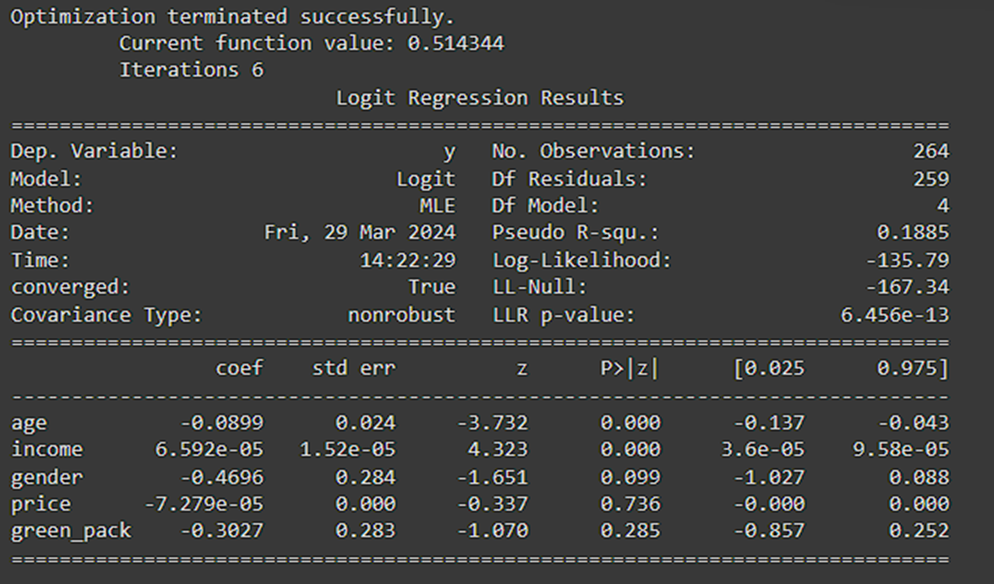 Optimization terminated successfully.
Current function value: 0.514344
Iterations 6
Logit Regression Results
==============================================================================
Dep. Variable: y No. Observations: 264
Model: Logit Df Residuals: 259
Method: MLE Df Model: 4
Date: Fri, 29 Mar 2024 Pseudo R-squ.: 0.1885
Time: 14:22:29 Log-Likelihood: -135.79
converged: True LL-Null: -167.34
Covariance Type: nonrobust LLR p-value: 6.456e-13
==============================================================================
coef std err z P>|z| [0.025 0.975]
------------------------------------------------------------------------------
age -0.0899 0.024 -3.732 0.000 -0.137 -0.043
income 6.592e-05 1.52e-05 4.323 0.000 3.6e-05 9.58e-05
gender -0.4696 0.284 -1.651 0.099 -1.027 0.088
price -7.279e-05 0.000 -0.337 0.736 -0.000 0.000
green_pack -0.3027 0.283 -1.070 0.285 -0.857 0.252
==============================================================================